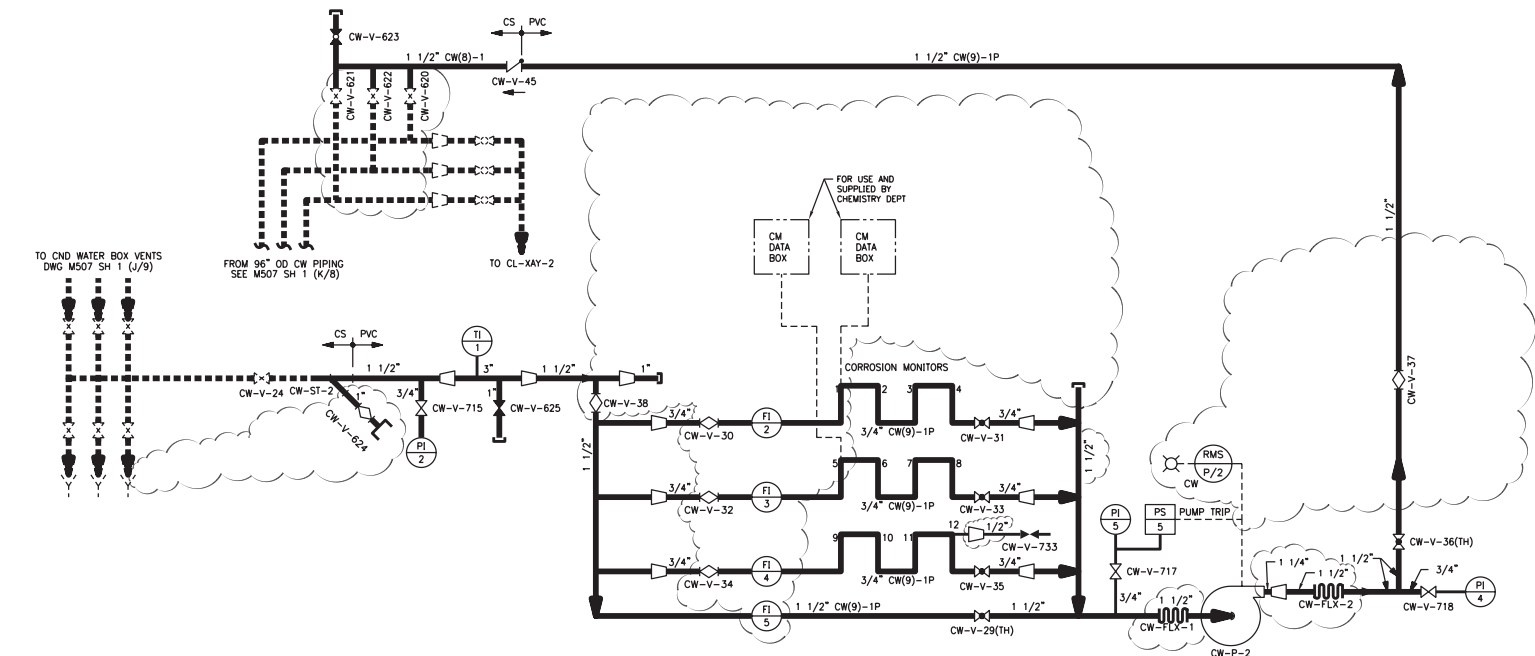 CS PVC
CW-V-623
1 1/2" CW(8)-1
1 1/2" CW(9)-1P
CW-V-45
CW-V-621
CW-V-622
CW-V-620
FOR USE AND
SUPPLIED BY
CHEMISTRY DEPT
CM
DATA
BOX
CM
DATA
BOX
1 1/2"
TO CND WATER BOX VENTS
DWG M507 SH 1 (J/9)
FROM 96" OD CW PIPING
SEE M507 SH 1 (K/8)
TO CL-XAY-2
CS PVC
TI
1
1 1/2"
3"
1 1/2"
1"
CORROSION MONITORS
CW-V-24
CW-ST-2
1"
CW-V-624
3/4"
CW-V-715
PI
2
1"
CW-V-625
CW-V-38
1 1/2"
3/4"
CW-V-30
FI
2
1
2
3
4
3/4" CW(9)-1P
CW-V-31
3/4"
1 1/2"
CW-V-37
3/4"
CW-V-32
FI
3
5
6
7
8
3/4" CW(9)-1P
CW-V-33
3/4"
RMS
P/2
CW
3/4"
CW-V-34
FI
4
9
10
11
12
1/2"
CW-V-733
3/4" CW(9)-1P
CW-V-35
3/4"
PI
5
PS
5
PUMP TRIP
CW-V-717
3/4"
CW-V-36(TH)
FI
5
1 1/2" CW(9)-1P
CW-V-29(TH)
1 1/2"
1 1/2"
CW-FLX-1
CW-P-2
1 1/4"
1 1/2"
CW-FLX-2
1 1/2"
3/4"
CW-V-718
PI
4